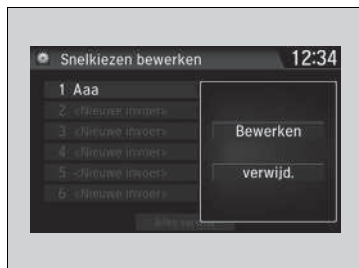 Snelkiezen bewerken
12:34
1 Aaa
2 <Nieuwe invoer>
3 <Nieuwe invoer>
4 <Nieuwe invoer>
5 <Nieuwe invoer>
6 <Nieuwe invoer>
Bewerken
verwijd.